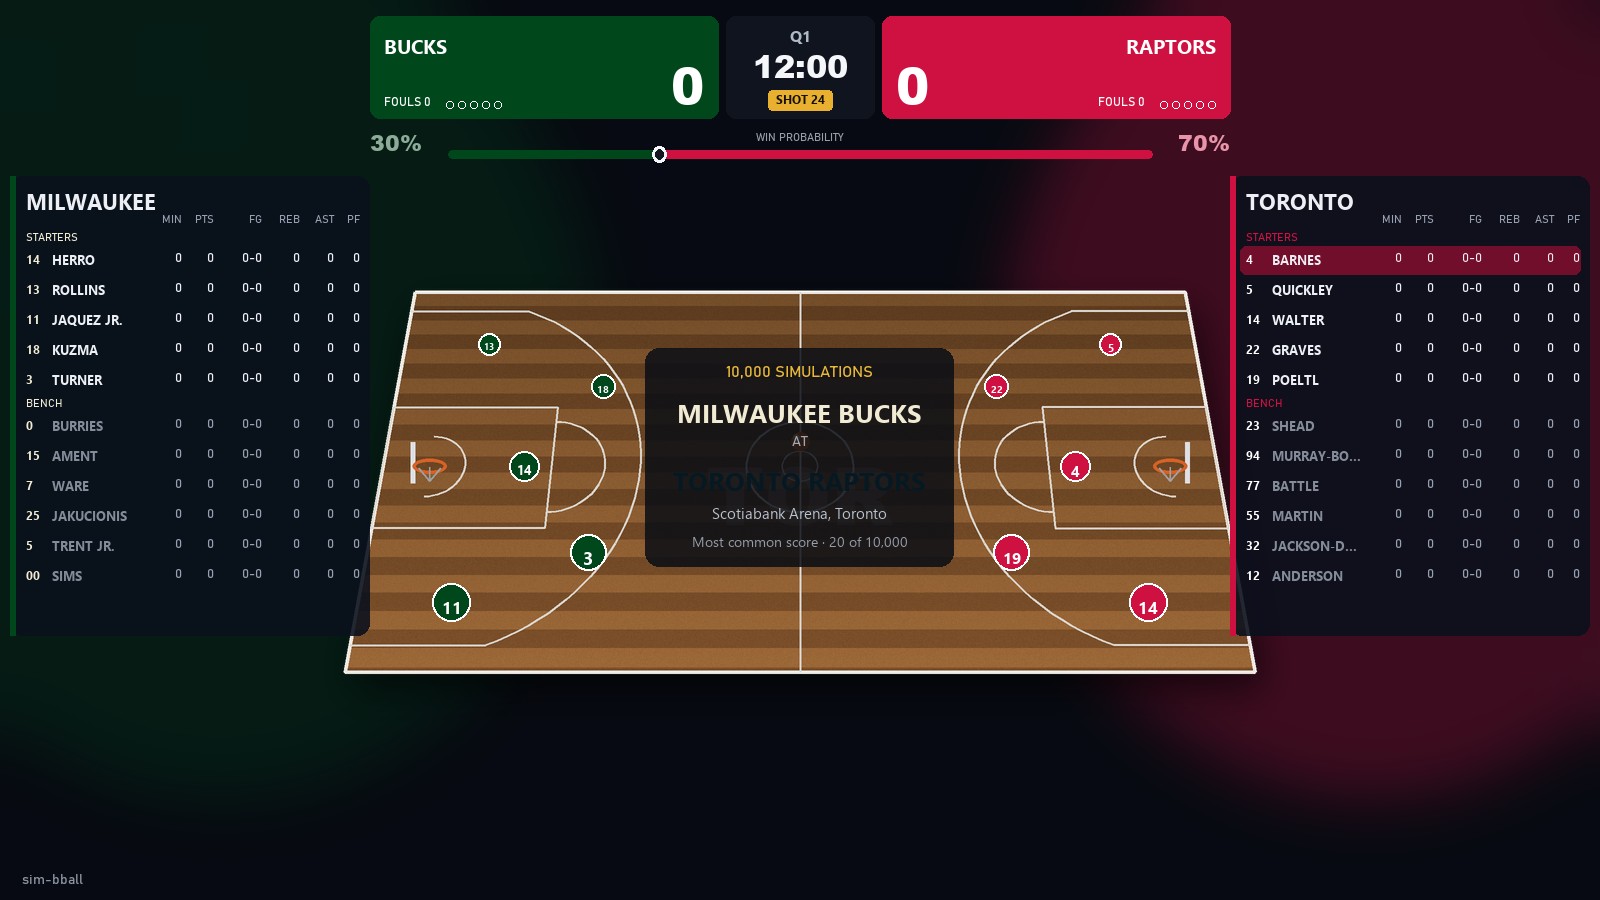 BUCKS
0
FOULS 0
Q1
12:00
SHOT 24
RAPTORS
0
FOULS 0
30%
WIN PROBABILITY
70%
MILWAUKEE
MIN PTS FG REB AST PF
STARTERS
14 HERRO 0 0 0-0 0 0 0
13 ROLLINS 0 0 0-0 0 0 0
11 JAQUEZ JR. 0 0 0-0 0 0 0
18 KUZMA 0 0 0-0 0 0 0
3 TURNER 0 0 0-0 0 0 0
BENCH
0 BURRIES 0 0 0-0 0 0 0
15 AMENT 0 0 0-0 0 0 0
7 WARE 0 0 0-0 0 0 0
25 JAKUCIONIS 0 0 0-0 0 0 0
5 TRENT JR. 0 0 0-0 0 0 0
00 SIMS 0 0 0-0 0 0 0
13
18
14
3
11
10,000 SIMULATIONS
MILWAUKEE BUCKS
AT
TORONTO RAPTORS
Scotiabank Arena, Toronto
Most common score · 20 of 10,000
5
22
4
19
14
TORONTO
MIN PTS FG REB AST PF
STARTERS
4 BARNES 0 0 0-0 0 0 0
5 QUICKLEY 0 0 0-0 0 0 0
14 WALTER 0 0 0-0 0 0 0
22 GRAVES 0 0 0-0 0 0 0
19 POELTL 0 0 0-0 0 0 0
BENCH
23 SHEAD 0 0 0-0 0 0 0
94 MURRAY-BO... 0 0 0-0 0 0 0
77 BATTLE 0 0 0-0 0 0 0
55 MARTIN 0 0 0-0 0 0 0
32 JACKSON-D... 0 0 0-0 0 0 0
12 ANDERSON 0 0 0-0 0 0 0
sim-bball